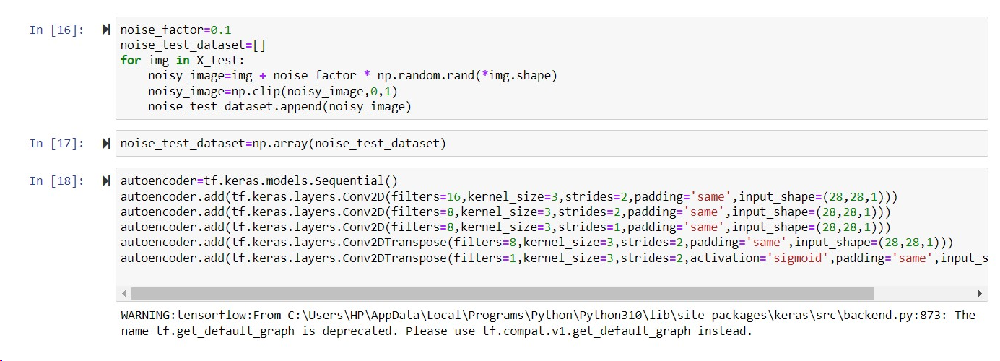 In [16]:
noise_factor=0.1
noise_test_dataset=[]
for img in X_test:
    noisy_image=img + noise_factor * np.random.rand(*img.shape)
    noisy_image=np.clip(noisy_image,0,1)
    noise_test_dataset.append(noisy_image)
In [17]:
noise_test_dataset=np.array(noise_test_dataset)
In [18]:
autoencoder=tf.keras.models.Sequential()
autoencoder.add(tf.keras.layers.Conv2D(filters=16,kernel_size=3,strides=2,padding='same',input_shape=(28,28,1)))
autoencoder.add(tf.keras.layers.Conv2D(filters=8,kernel_size=3,strides=2,padding='same',input_shape=(28,28,1)))
autoencoder.add(tf.keras.layers.Conv2D(filters=8,kernel_size=3,strides=1,padding='same',input_shape=(28,28,1)))
autoencoder.add(tf.keras.layers.Conv2DTranspose(filters=8,kernel_size=3,strides=2,padding='same',input_shape=(28,28,1)))
autoencoder.add(tf.keras.layers.Conv2DTranspose(filters=1,kernel_size=3,strides=2,activation='sigmoid',padding='same',input_s
WARNING:tensorflow:From C:\Users\HP\AppData\Local\Programs\Python\Python310\lib\site-packages\keras\src\backend.py:873: The
name tf.get_default_graph is deprecated. Please use tf.compat.v1.get_default_graph instead.